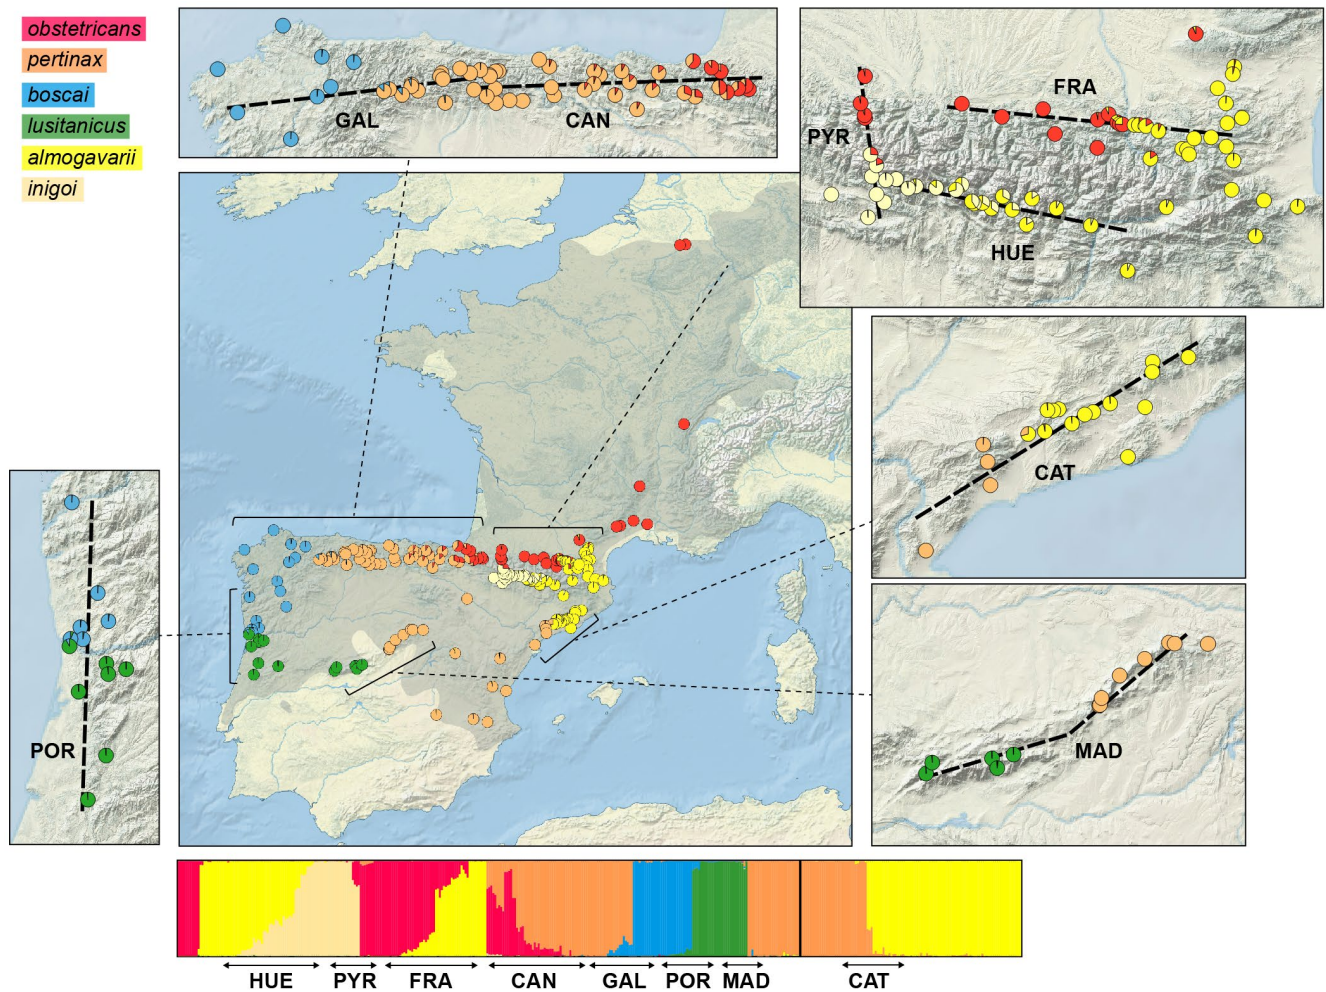 obstetricans
pertinax
boscai
lusitanicus
almogavarii
inigoi
GAL
CAN
FRA
PYR
HUE
CAT
POR
MAD
HUE
PYR
FRA
CAN
GAL
POR
MAD
CAT